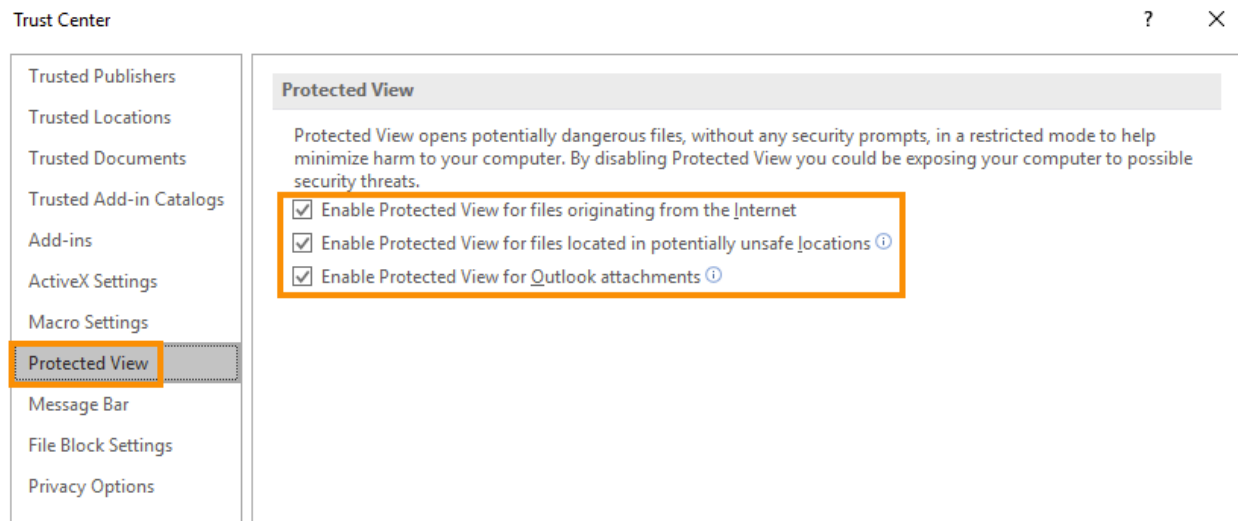 Trust Center
?
Trusted Publishers
Trusted Locations
Trusted Documents
Trusted Add-in Catalogs
Add-ins
ActiveX Settings
Macro Settings
Protected View
Message Bar
File Block Settings
Privacy Options
Protected View
Protected View opens potentially dangerous files, without any security prompts, in a restricted mode to help
minimize harm to your computer. By disabling Protected View you could be exposing your computer to possible
security threats.
Enable Protected View for files originating from the Internet
Enable Protected View for files located in potentially unsafe locations
Enable Protected View for Outlook attachments